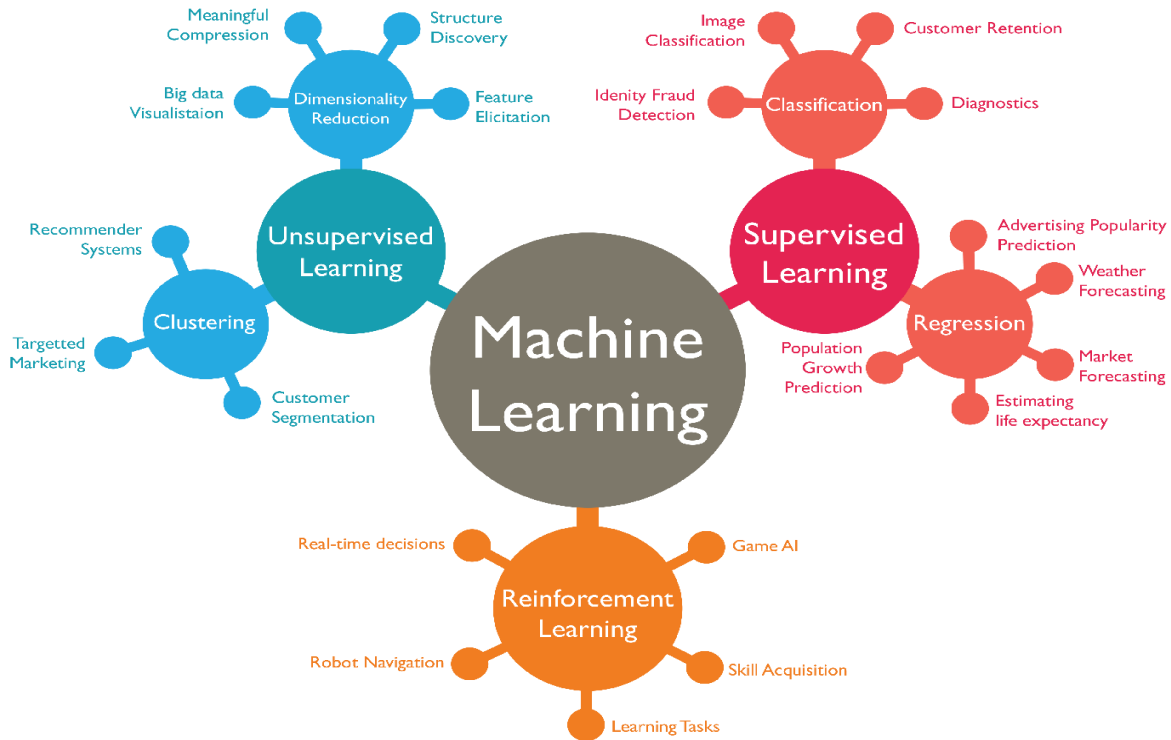 Meaningful
Compression
Structure
Discovery
Big data
Visualistaion
Dimensionality
Reduction
Feature
Elicitation
Image
Classification
Customer Retention
Idenity Fraud
Detection
Classification
Diagnostics
Unsupervised
Learning
Recommender
Systems
Clustering
Targetted
Marketing
Customer
Segmentation
Supervised
Learning
Advertising Popularity
Prediction
Weather
Forecasting
Regression
Population
Growth
Prediction
Market
Forecasting
Estimating
life expectancy
Machine
Learning
Real-time decisions
Game AI
Reinforcement
Learning
Robot Navigation
Skill Acquisition
Learning Tasks